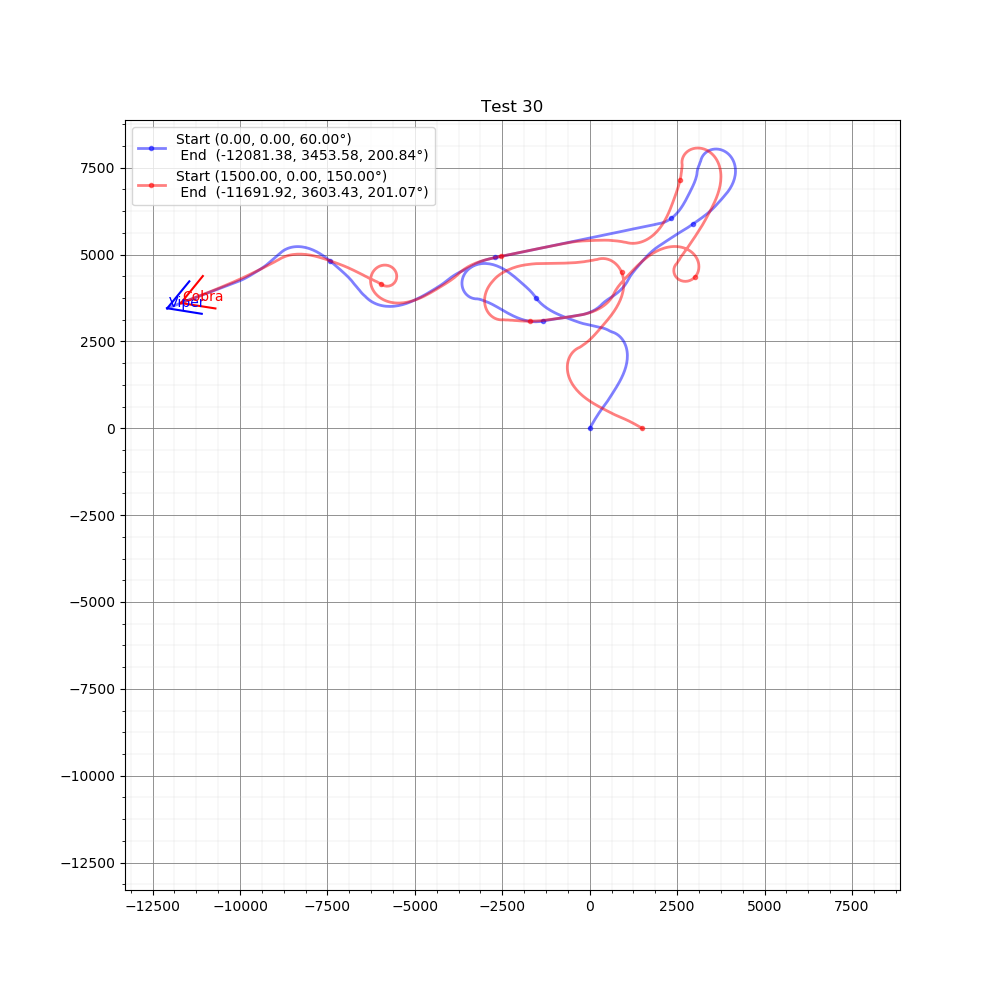 Test 30
Start (0.00, 0.00, 60.00°)
End  (-12081.38, 3453.58, 200.84°)
Start (1500.00, 0.00, 150.00°)
End  (-11691.92, 3603.43, 201.07°)
7500
5000
2500
0
−2500
−5000
−7500
−10000
−12500
Cobra
Viper
−12500 −10000 −7500 −5000 −2500 0 2500 5000 7500